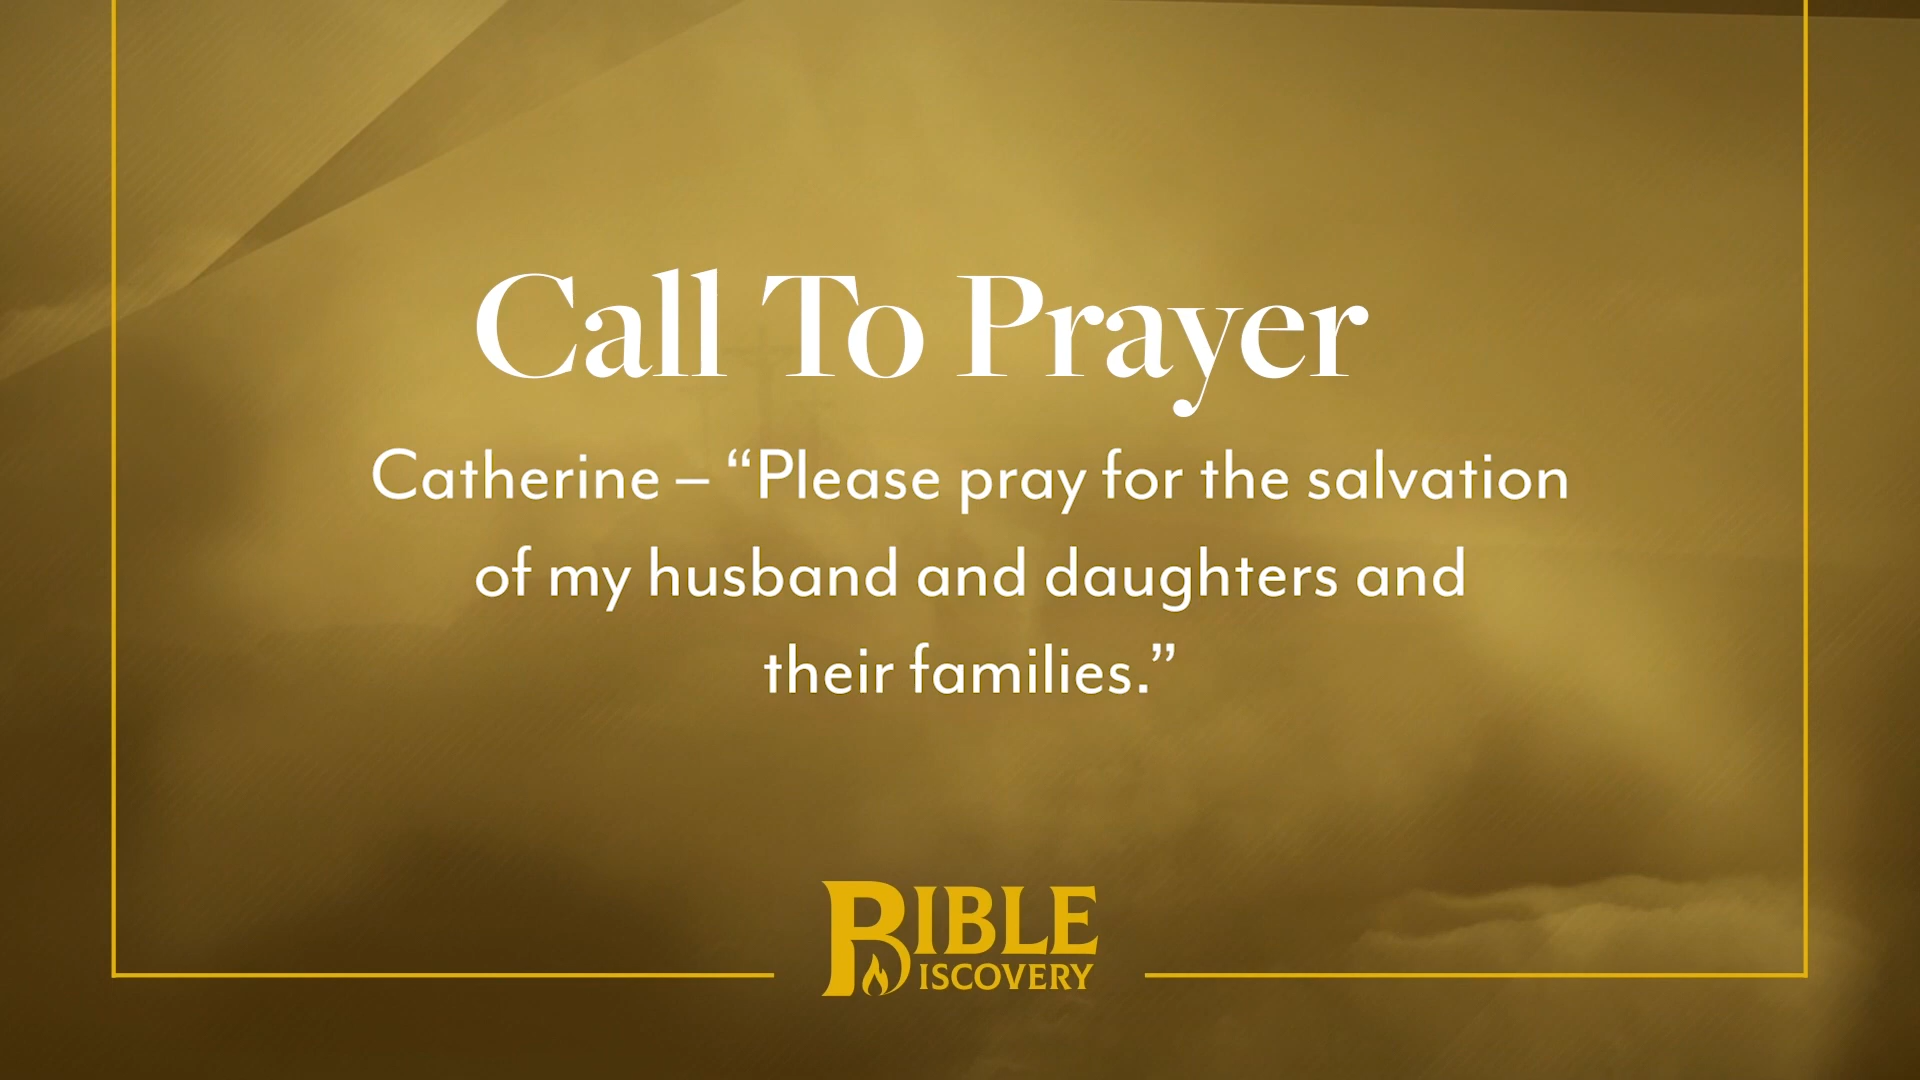 Call To Prayer
Catherine – “Please pray for the salvation
of my husband and daughters and
their families.”
BIBLE
DISCOVERY